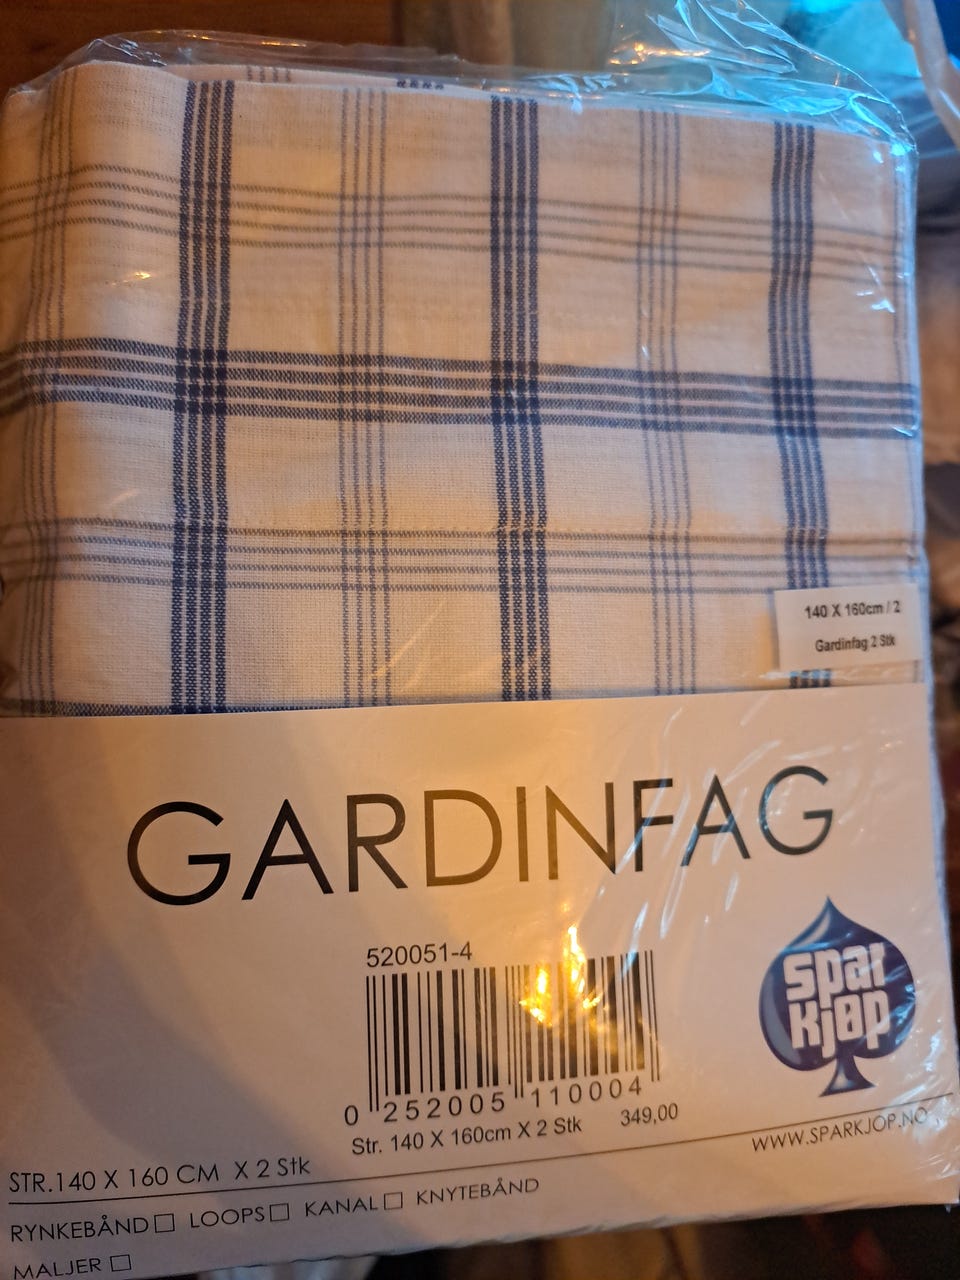 140 X 160cm / 2
Gardinfag 2 Stk
GARDINFAG
520051-4
0 252005 110004
Str. 140 X 160cm X 2 Stk 349,00
spar
kjøp
WWW.SPARKJOP.NO
STR.140 X 160 CM X 2 Stk
RYNKEBÅND LOOPS KANAL KNYTEBÅND
MALJER